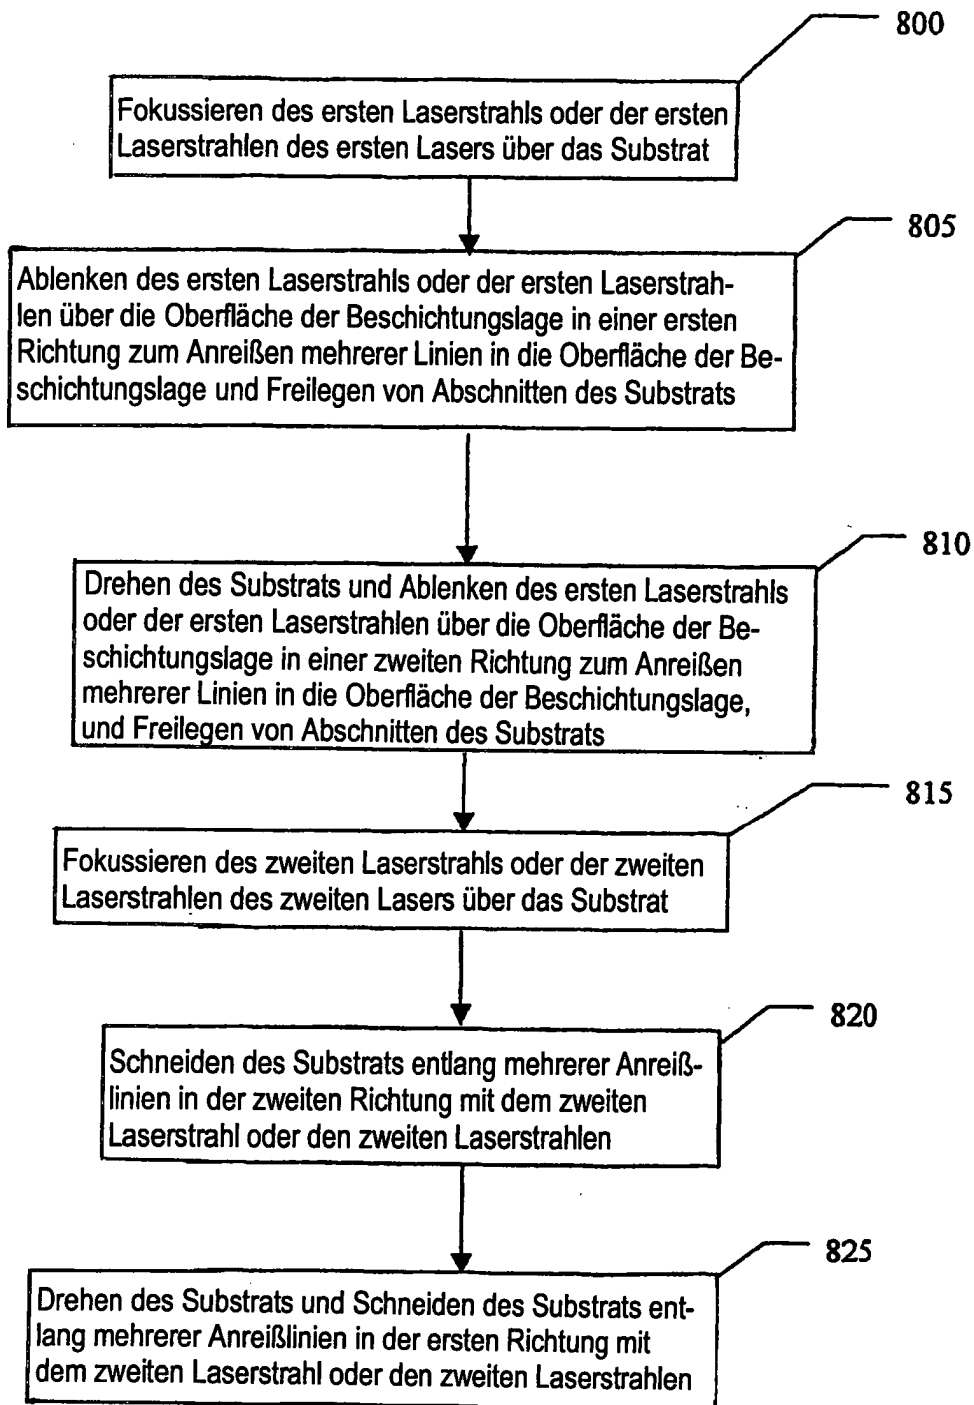 800
Fokussieren des ersten Laserstrahls oder der ersten
Laserstrahlen des ersten Lasers über das Substrat
805
Ablenken des ersten Laserstrahls oder der ersten Laserstrah-
len über die Oberfläche der Beschichtungslage in einer ersten
Richtung zum Anreißen mehrerer Linien in die Oberfläche der Be-
schichtungslage und Freilegen von Abschnitten des Substrats
810
Drehen des Substrats und Ablenken des ersten Laserstrahls
oder der ersten Laserstrahlen über die Oberfläche der Be-
schichtungslage in einer zweiten Richtung zum Anreißen
mehrerer Linien in die Oberfläche der Beschichtungslage,
und Freilegen von Abschnitten des Substrats
815
Fokussieren des zweiten Laserstrahls oder der zweiten
Laserstrahlen des zweiten Lasers über das Substrat
820
Schneiden des Substrats entlang mehrerer Anreiß-
linien in der zweiten Richtung mit dem zweiten
Laserstrahl oder den zweiten Laserstrahlen
825
Drehen des Substrats und Schneiden des Substrats ent-
lang mehrerer Anreißlinien in der ersten Richtung mit
dem zweiten Laserstrahl oder den zweiten Laserstrahlen